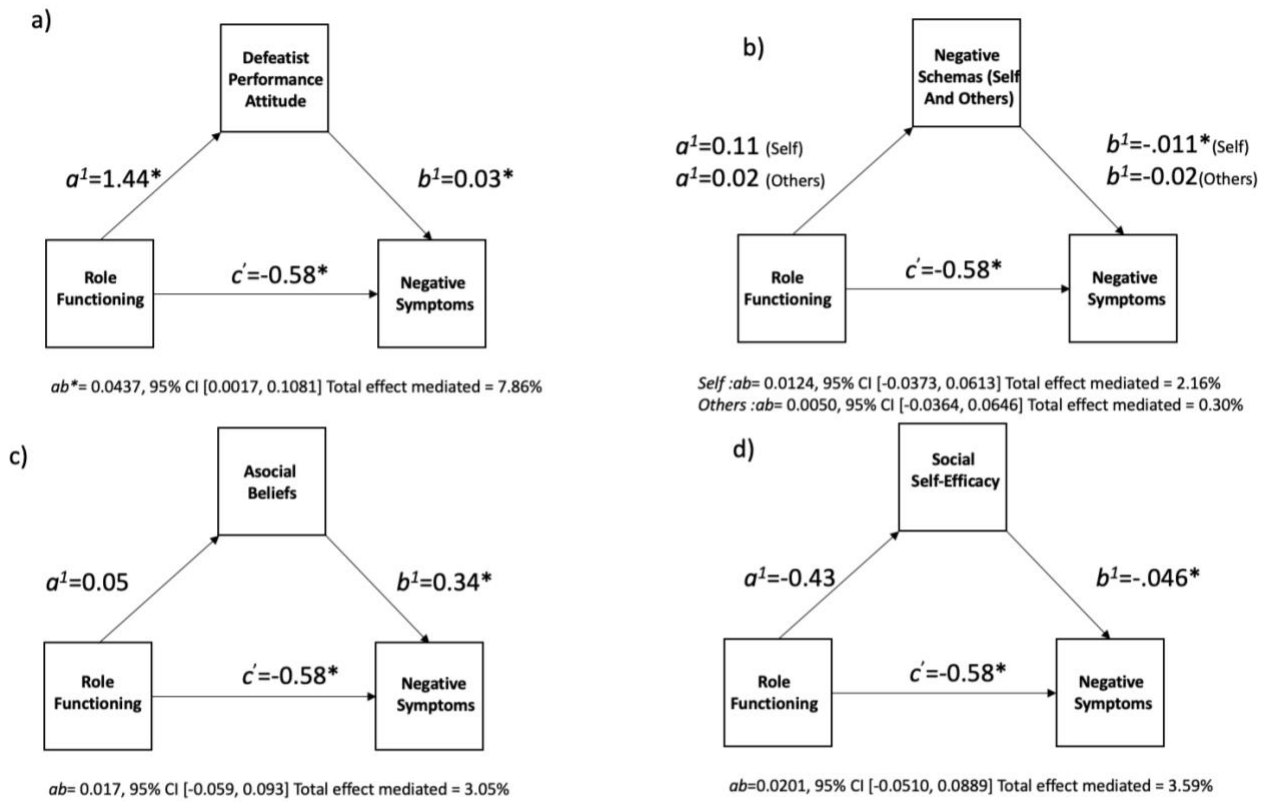 a)
Defeatist
Performance
Attitude
a¹=1.44*
b¹=0.03*
Role
Functioning
c′=-0.58*
Negative
Symptoms
ab*= 0.0437, 95% CI [0.0017, 0.1081] Total effect mediated = 7.86%
b)
Negative
Schemas (Self
And Others)
a¹=0.11 (Self)
a¹=0.02 (Others)
b¹=-.011*(Self)
b¹=-0.02(Others)
Role
Functioning
c′=-0.58*
Negative
Symptoms
Self :ab= 0.0124, 95% CI [-0.0373, 0.0613] Total effect mediated = 2.16%
Others :ab= 0.0050, 95% CI [-0.0364, 0.0646] Total effect mediated = 0.30%
c)
Asocial
Beliefs
a¹=0.05
b¹=0.34*
Role
Functioning
c′=-0.58*
Negative
Symptoms
ab= 0.017, 95% CI [-0.059, 0.093] Total effect mediated = 3.05%
d)
Social
Self-Efficacy
a¹=-0.43
b¹=-.046*
Role
Functioning
c′=-0.58*
Negative
Symptoms
ab=0.0201, 95% CI [-0.0510, 0.0889] Total effect mediated = 3.59%